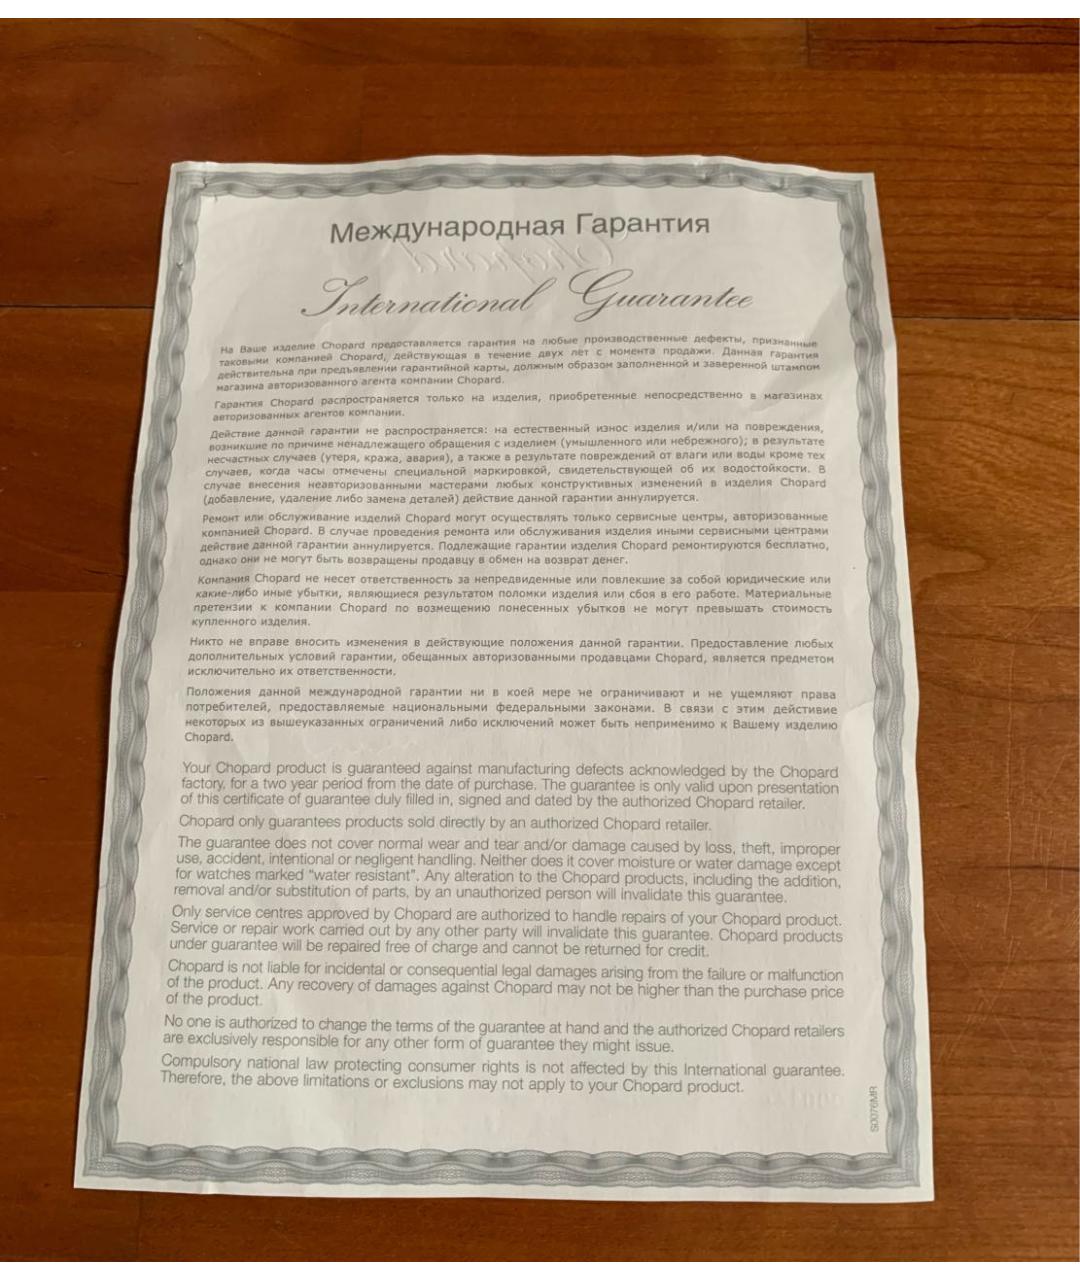 Международная Гарантия
Chopard
International Guarantee
На Ваше изделие Chopard предоставляется гарантия на любые производственные дефекты, признанные
таковыми компанией Chopard, действующая в течение двух лет с момента продажи. Данная гарантия
действительна при предъявлении гарантийной карты, должным образом заполненной и заверенной штампом
магазина авторизованного агента компании Chopard.
Гарантия Chopard распространяется только на изделия, приобретенные непосредственно в магазинах
авторизованных агентов компании.
Действие данной гарантии не распространяется: на естественный износ изделия и/или на повреждения,
возникшие по причине ненадлежащего обращения с изделием (умышленного или небрежного); в результате
несчастных случаев (утеря, кража, авария), а также в результате повреждений от влаги или воды кроме тех
случаев, когда часы отмечены специальной маркировкой, свидетельствующей об их водостойкости. В
случае внесения неавторизованными мастерами любых конструктивных изменений в изделия Chopard
(добавление, удаление либо замена деталей) действие данной гарантии аннулируется.
Ремонт или обслуживание изделий Chopard могут осуществлять только сервисные центры, авторизованные
компанией Chopard. В случае проведения ремонта или обслуживания изделия иными сервисными центрами
действие данной гарантии аннулируется. Подлежащие гарантии изделия Chopard ремонтируются бесплатно,
однако они не могут быть возвращены продавцу в обмен на возврат денег.
Компания Chopard не несет ответственность за непредвиденные или повлекшие за собой юридические или
какие-либо иные убытки, являющиеся результатом поломки изделия или сбоя в его работе. Материальные
претензии к компании Chopard по возмещению понесенных убытков не могут превышать стоимость
купленного изделия.
Никто не вправе вносить изменения в действующие положения данной гарантии. Предоставление любых
дополнительных условий гарантии, обещанных авторизованными продавцами Chopard, является предметом
исключительно их ответственности.
Положения данной международной гарантии ни в коей мере не ограничивают и не ущемляют права
потребителей, предоставляемые национальными федеральными законами. В связи с этим действие
некоторых из вышеуказанных ограничений либо исключений может быть неприменимо к Вашему изделию
Chopard.
Your Chopard product is guaranteed against manufacturing defects acknowledged by the Chopard
factory, for a two year period from the date of purchase. The guarantee is only valid upon presentation
of this certificate of guarantee duly filled in, signed and dated by the authorized Chopard retailer.
Chopard only guarantees products sold directly by an authorized Chopard retailer.
The guarantee does not cover normal wear and tear and/or damage caused by loss, theft, improper
use, accident, intentional or negligent handling. Neither does it cover moisture or water damage except
for watches marked "water resistant". Any alteration to the Chopard products, including the addition,
removal and/or substitution of parts, by an unauthorized person will invalidate this guarantee.
Only service centres approved by Chopard are authorized to handle repairs of your Chopard product.
Service or repair work carried out by any other party will invalidate this guarantee. Chopard products
under guarantee will be repaired free of charge and cannot be returned for credit.
Chopard is not liable for incidental or consequential legal damages arising from the failure or malfunction
of the product. Any recovery of damages against Chopard may not be higher than the purchase price
of the product.
No one is authorized to change the terms of the guarantee at hand and the authorized Chopard retailers
are exclusively responsible for any other form of guarantee they might issue.
Compulsory national law protecting consumer rights is not affected by this International guarantee.
Therefore, the above limitations or exclusions may not apply to your Chopard product.
S0076MR